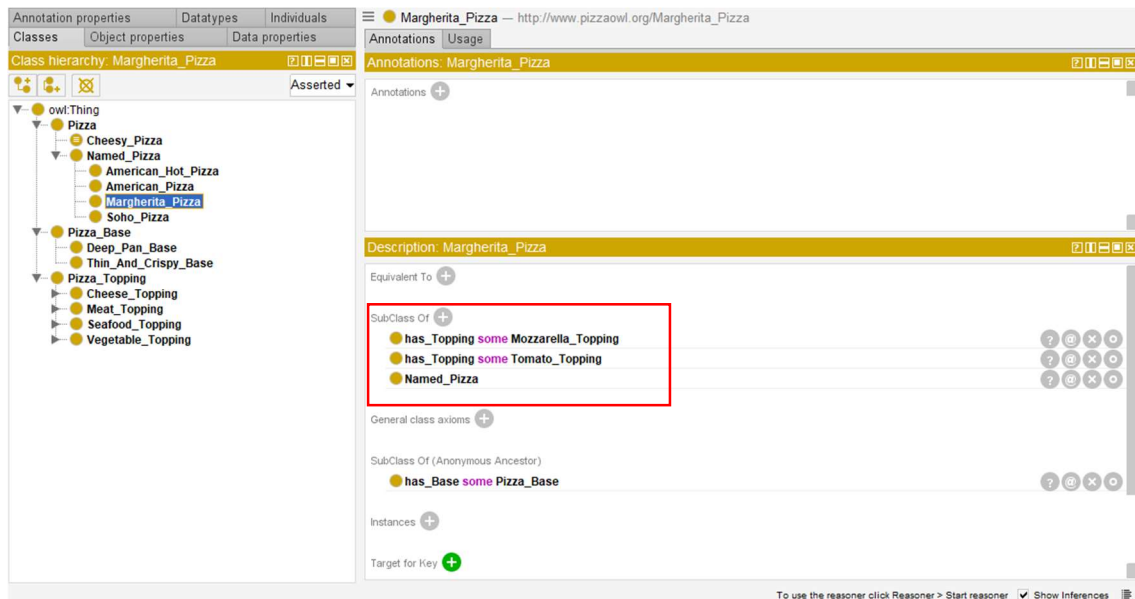 Annotation properties Datatypes Individuals
Classes Object properties Data properties
Class hierarchy: Margherita_Pizza
Asserted
owl:Thing
Pizza
Cheesy_Pizza
Named_Pizza
American_Hot_Pizza
American_Pizza
Margherita_Pizza
Soho_Pizza
Pizza_Base
Deep_Pan_Base
Thin_And_Crispy_Base
Pizza_Topping
Cheese_Topping
Meat_Topping
Seafood_Topping
Vegetable_Topping
Margherita_Pizza — http://www.pizzaowl.org/Margherita_Pizza
Annotations Usage
Annotations: Margherita_Pizza
Annotations
Description: Margherita_Pizza
Equivalent To
SubClass Of
has_Topping some Mozzarella_Topping
has_Topping some Tomato_Topping
Named_Pizza
General class axioms
SubClass Of (Anonymous Ancestor)
has_Base some Pizza_Base
Instances
Target for Key
To use the reasoner click Reasoner > Start reasoner Show Inferences